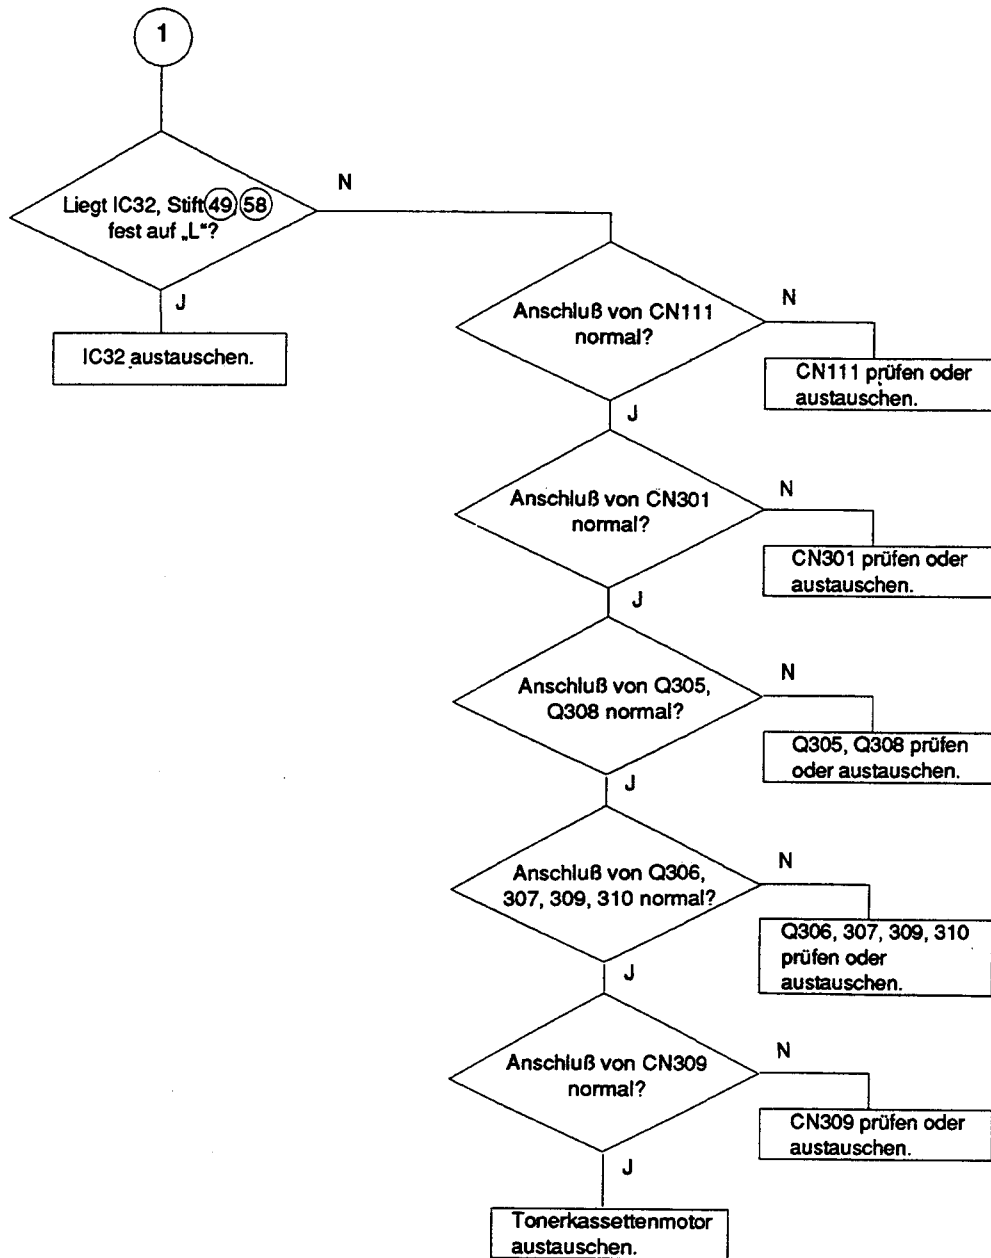 1
Liegt IC32, Stift 49, 58
fest auf „L"?
N
J
IC32 austauschen.
Anschluß von CN111
normal?
N
CN111 prüfen oder
austauschen.
J
Anschluß von CN301
normal?
N
CN301 prüfen oder
austauschen.
J
Anschluß von Q305,
Q308 normal?
N
Q305, Q308 prüfen
oder austauschen.
J
Anschluß von Q306,
307, 309, 310 normal?
N
Q306, 307, 309, 310
prüfen oder
austauschen.
J
Anschluß von CN309
normal?
N
CN309 prüfen oder
austauschen.
J
Tonerkassettenmotor
austauschen.